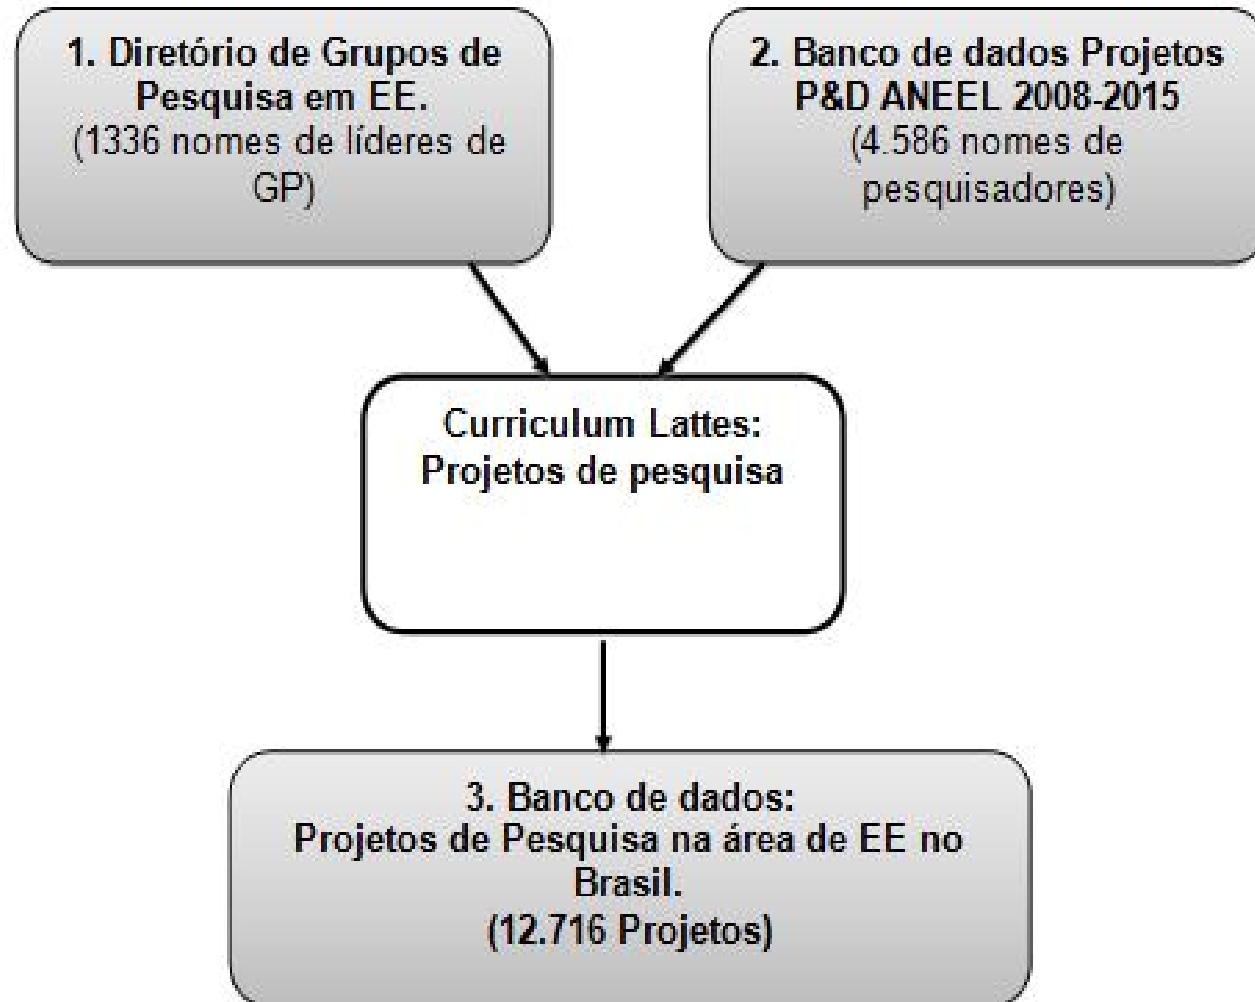 1. Diretório de Grupos de
Pesquisa em EE.
(1336 nomes de líderes de
GP)
2. Banco de dados Projetos
P&D ANEEL 2008-2015
(4.586 nomes de
pesquisadores)
Curriculum Lattes:
Projetos de pesquisa
3. Banco de dados:
Projetos de Pesquisa na área de EE no
Brasil.
(12.716 Projetos)